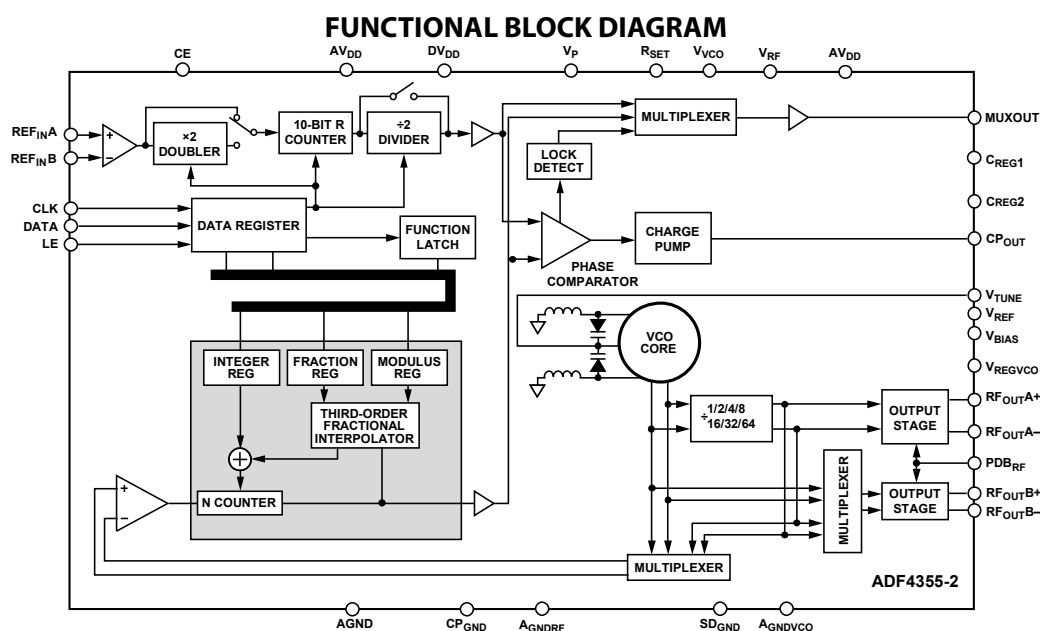 FUNCTIONAL BLOCK DIAGRAM
CE
AVDD
DVDD
VP
RSET
VVCO
VRF
AVDD
REFINA
REFINB
+
−
×2
DOUBLER
10-BIT R
COUNTER
÷2
DIVIDER
MULTIPLEXER
MUXOUT
LOCK
DETECT
CREG1
CREG2
CLK
DATA
LE
DATA REGISTER
FUNCTION
LATCH
CHARGE
PUMP
CPOUT
PHASE
COMPARATOR
VTUNE
VREF
VBIAS
VREGVCO
VCO
CORE
INTEGER
REG
FRACTION
REG
MODULUS
REG
THIRD-ORDER
FRACTIONAL
INTERPOLATOR
+
N COUNTER
+
−
÷1/2/4/8
16/32/64
OUTPUT
STAGE
RFOUTA+
RFOUTA−
PDBRF
MULTIPLEXER
OUTPUT
STAGE
RFOUTB+
RFOUTB−
MULTIPLEXER
ADF4355-2
AGND
CPGND
AGNDRF
SDGND
AGNDVCO